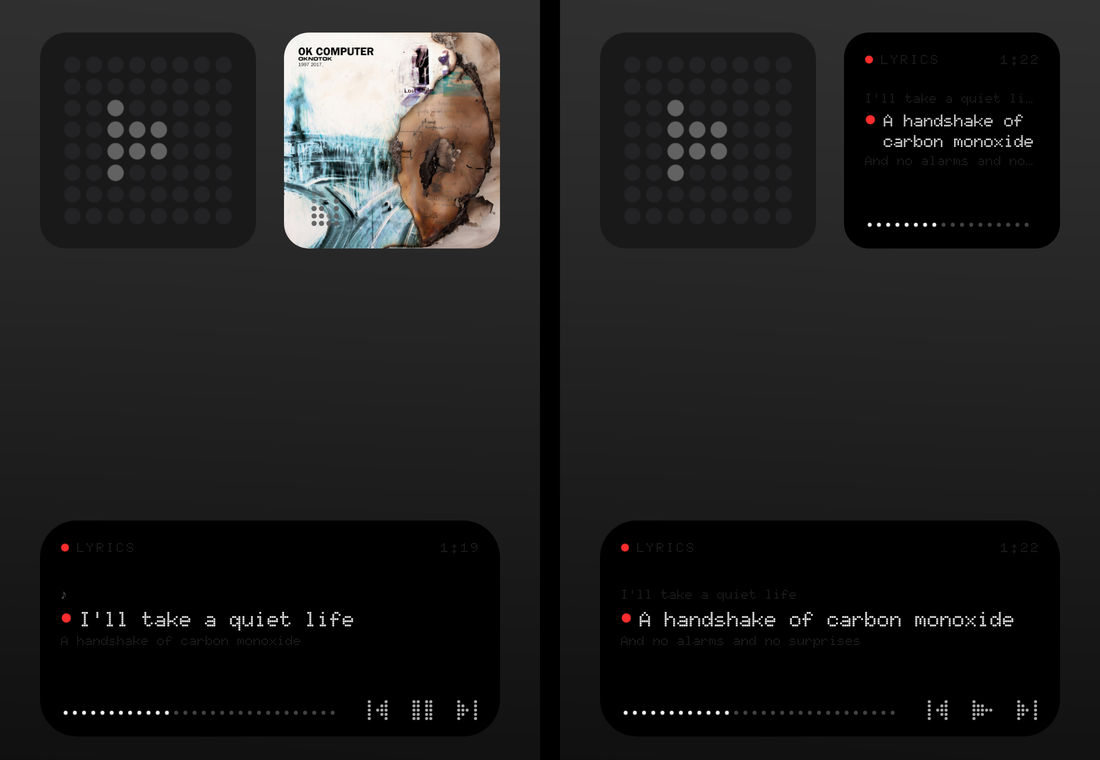 OK COMPUTER
OKNOTOK
1997 2017
LYRICS 1:19
♪
I'll take a quiet life
A handshake of carbon monoxide
LYRICS 1:22
I'll take a quiet li…
A handshake of
carbon monoxide
And no alarms and no…
LYRICS 1:22
I'll take a quiet life
A handshake of carbon monoxide
And no alarms and no surprises